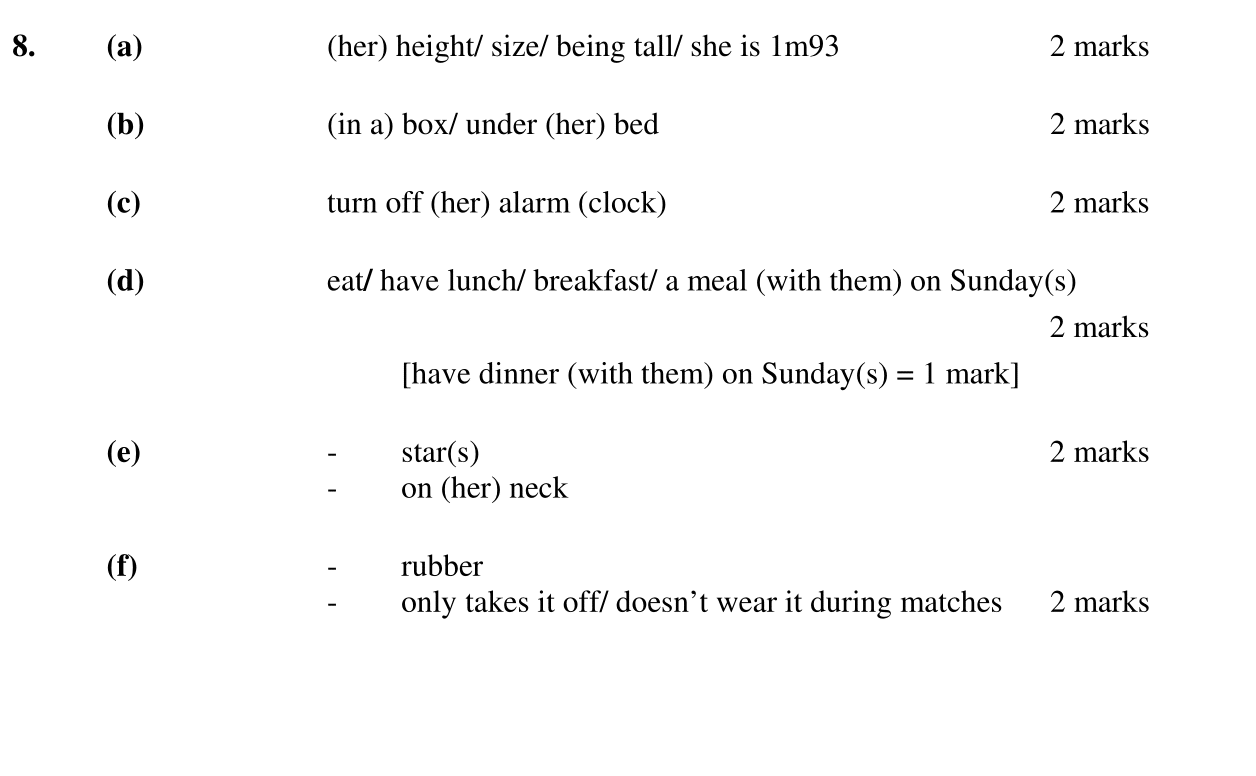 8. (a) (her) height/ size/ being tall/ she is 1m93 2 marks
(b) (in a) box/ under (her) bed 2 marks
(c) turn off (her) alarm (clock) 2 marks
(d) eat/ have lunch/ breakfast/ a meal (with them) on Sunday(s)
2 marks
[have dinner (with them) on Sunday(s) = 1 mark]
(e) - star(s) 2 marks
- on (her) neck
(f) - rubber
- only takes it off/ doesn’t wear it during matches 2 marks